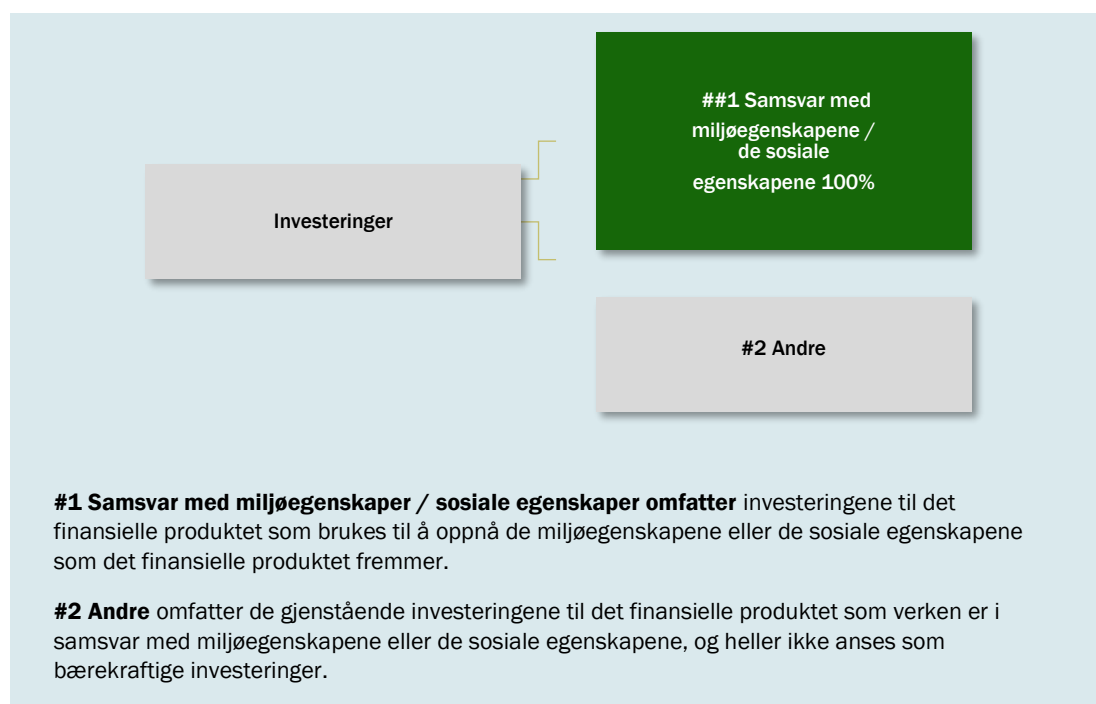 ##1 Samsvar med
miljøegenskapene /
de sosiale
egenskapene 100%
Investeringer
#2 Andre
#1 Samsvar med miljøegenskaper / sosiale egenskaper omfatter investeringene til det
finansielle produktet som brukes til å oppnå de miljøegenskapene eller de sosiale egenskapene
som det finansielle produktet fremmer.
#2 Andre omfatter de gjenstående investeringene til det finansielle produktet som verken er i
samsvar med miljøegenskapene eller de sosiale egenskapene, og heller ikke anses som
bærekraftige investeringer.